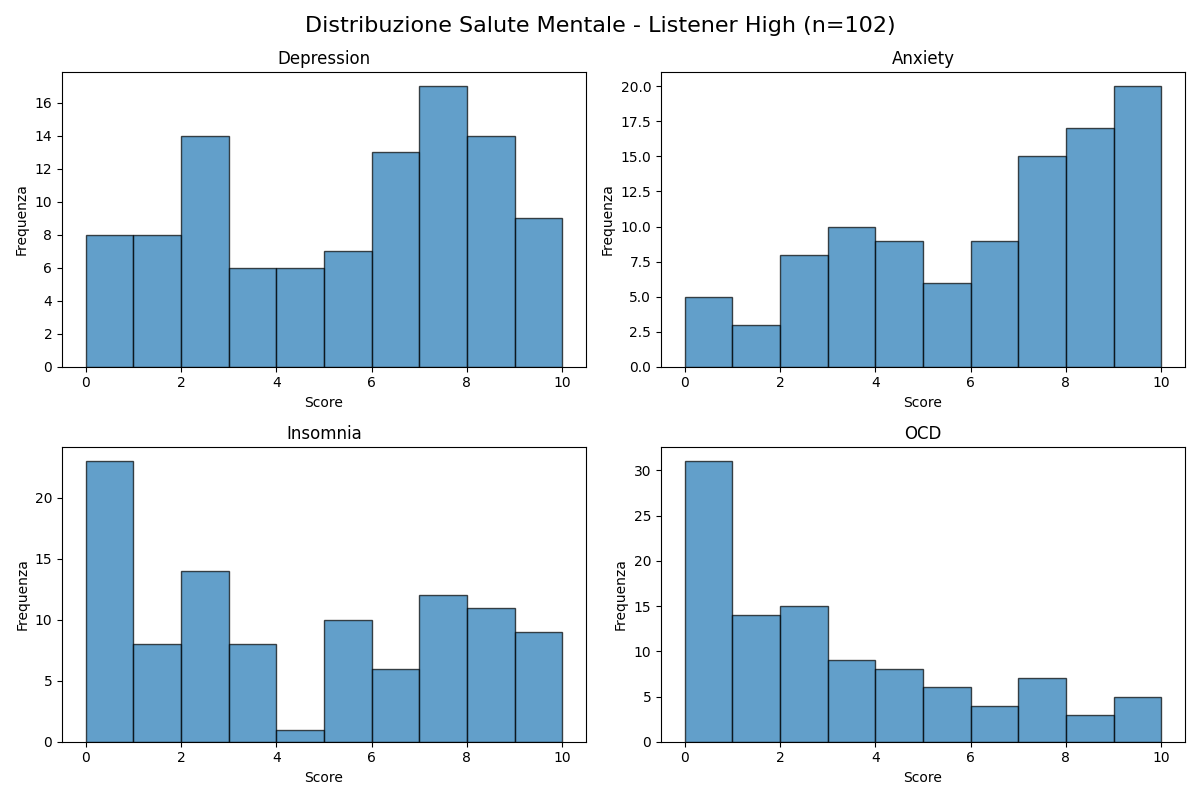 Distribuzione Salute Mentale - Listener High (n=102)
Depression
Frequenza
16
14
12
10
8
6
4
2
0
0 2 4 6 8 10
Score
Anxiety
Frequenza
20.0
17.5
15.0
12.5
10.0
7.5
5.0
2.5
0.0
0 2 4 6 8 10
Score
Insomnia
Frequenza
20
15
10
5
0
0 2 4 6 8 10
Score
OCD
Frequenza
30
25
20
15
10
5
0
0 2 4 6 8 10
Score